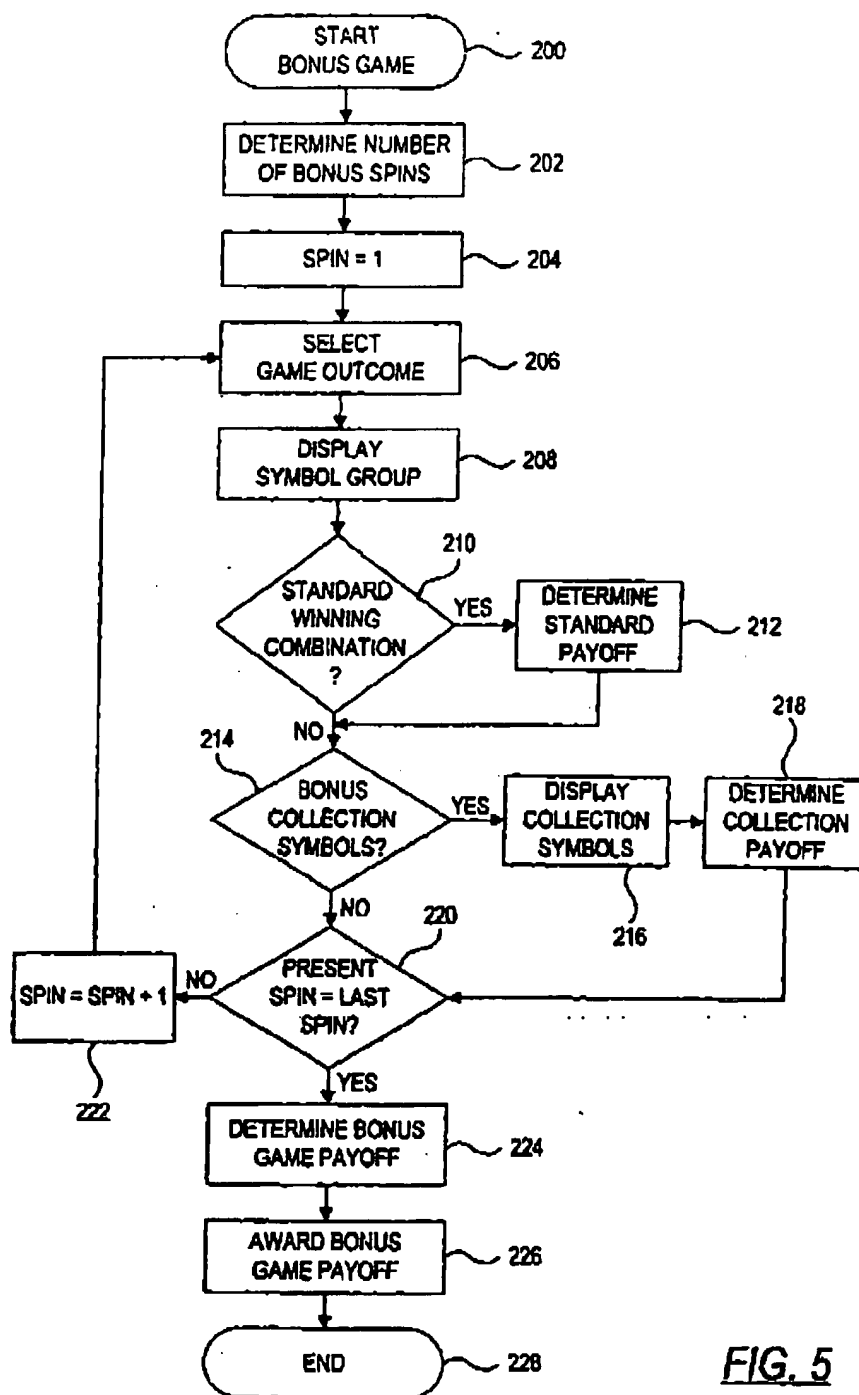 START
BONUS GAME
200
DETERMINE NUMBER
OF BONUS SPINS
202
SPIN = 1
204
SELECT
GAME OUTCOME
206
DISPLAY
SYMBOL GROUP
208
210
STANDARD
WINNING
COMBINATION
?
YES
DETERMINE
STANDARD
PAYOFF
212
NO
214
BONUS
COLLECTION
SYMBOLS?
YES
DISPLAY
COLLECTION
SYMBOLS
216
218
DETERMINE
COLLECTION
PAYOFF
NO
220
PRESENT
SPIN = LAST
SPIN?
NO
SPIN = SPIN + 1
222
YES
DETERMINE BONUS
GAME PAYOFF
224
AWARD BONUS
GAME PAYOFF
226
END
228
FIG. 5